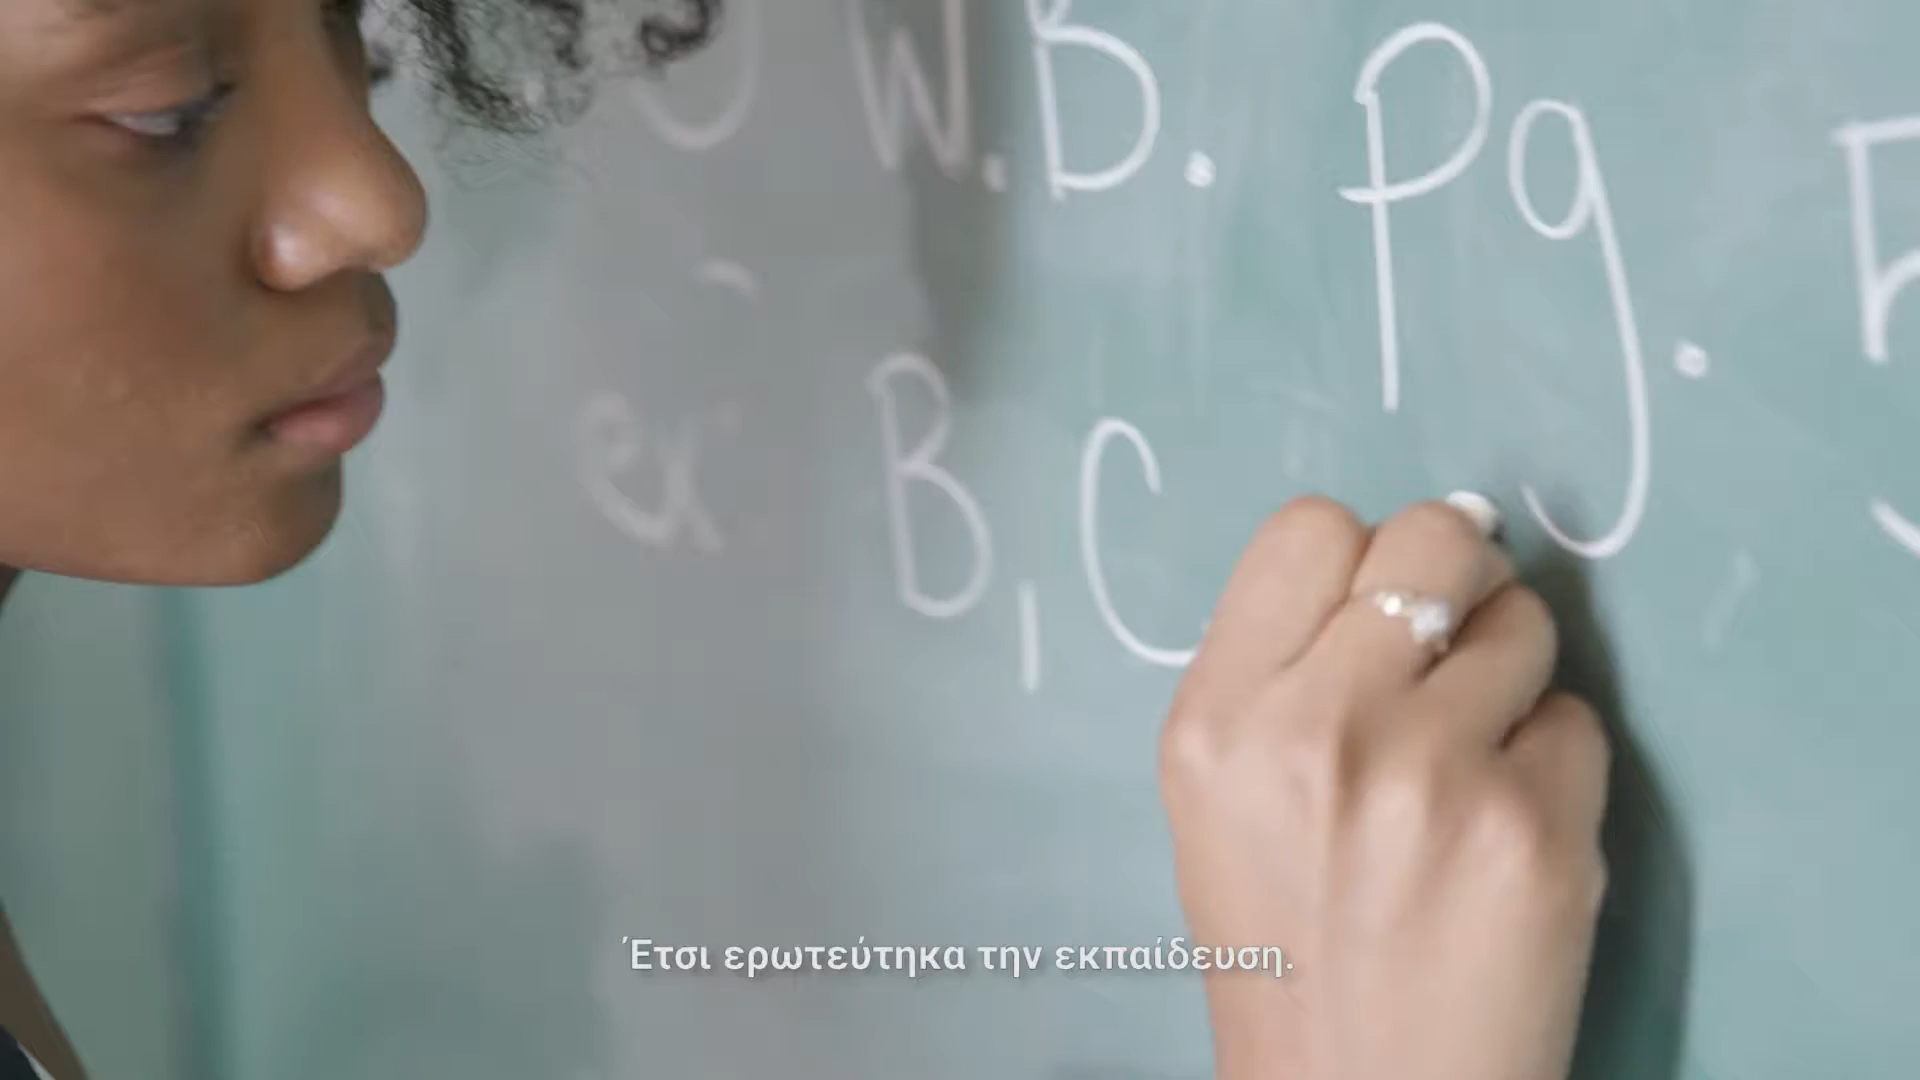 W.B. Pg.
ex B, C
Έτσι ερωτεύτηκα την εκπαίδευση.